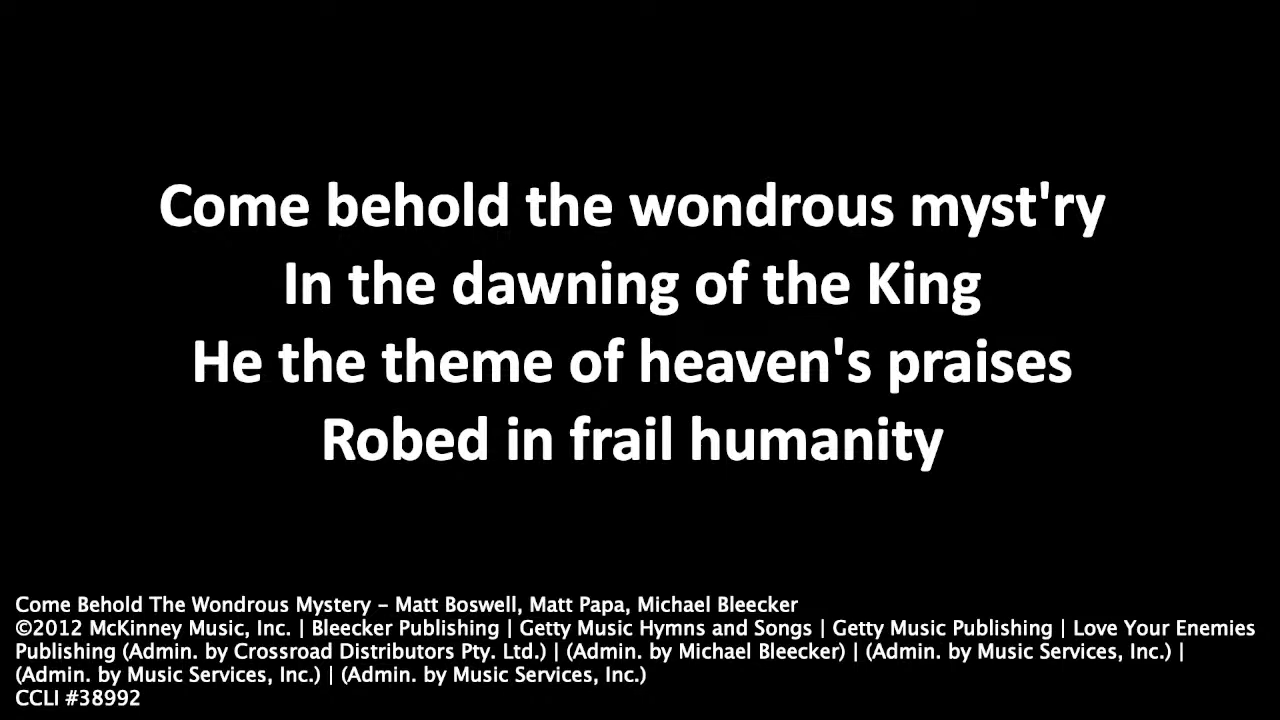 Come behold the wondrous myst'ry
In the dawning of the King
He the theme of heaven's praises
Robed in frail humanity
Come Behold The Wondrous Mystery – Matt Boswell, Matt Papa, Michael Bleecker
©2012 McKinney Music, Inc. | Bleecker Publishing | Getty Music Hymns and Songs | Getty Music Publishing | Love Your Enemies
Publishing (Admin. by Crossroad Distributors Pty. Ltd.) | (Admin. by Michael Bleecker) | (Admin. by Music Services, Inc.) |
(Admin. by Music Services, Inc.) | (Admin. by Music Services, Inc.)
CCLI #38992